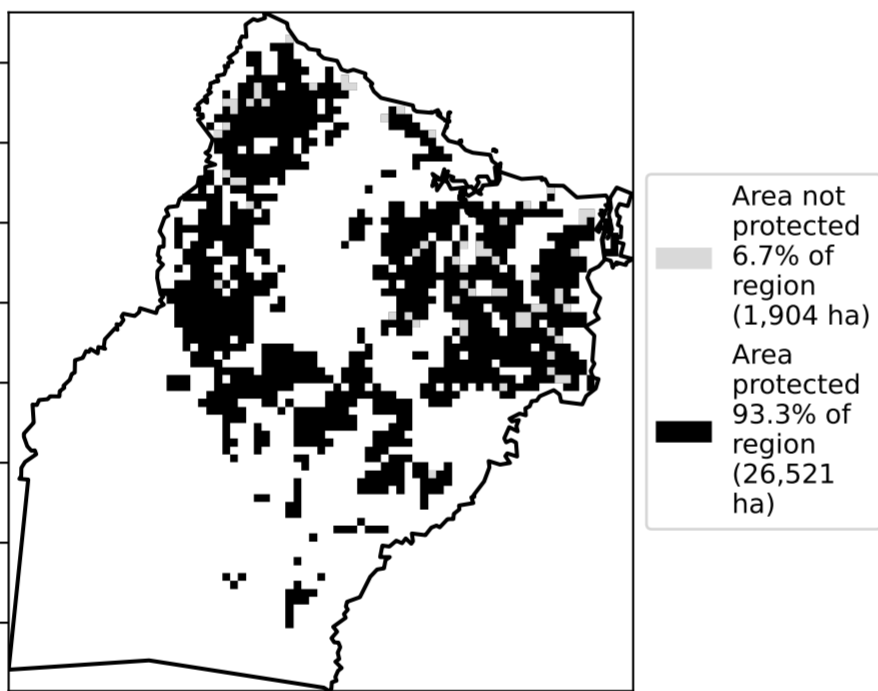 Area not
protected
6.7% of
region
(1,904 ha)
Area
protected
93.3% of
region
(26,521
ha)